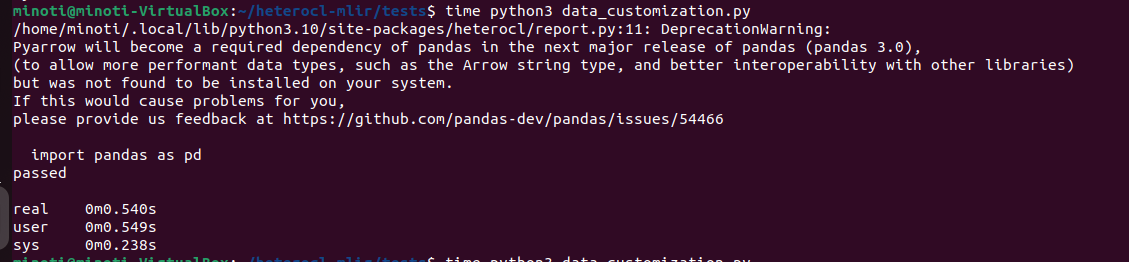 minoti@minoti-VirtualBox:~/heterocl-mlir/tests$ time python3 data_customization.py
/home/minoti/.local/lib/python3.10/site-packages/heterocl/report.py:11: DeprecationWarning:
Pyarrow will become a required dependency of pandas in the next major release of pandas (pandas 3.0),
(to allow more performant data types, such as the Arrow string type, and better interoperability with other libraries)
but was not found to be installed on your system.
If this would cause problems for you,
please provide us feedback at https://github.com/pandas-dev/pandas/issues/54466
import pandas as pd
passed
real 0m0.540s
user 0m0.549s
sys 0m0.238s
minoti@minoti-VirtualBox:~/heterocl-mlir/tests$ time python3 data_customization.py